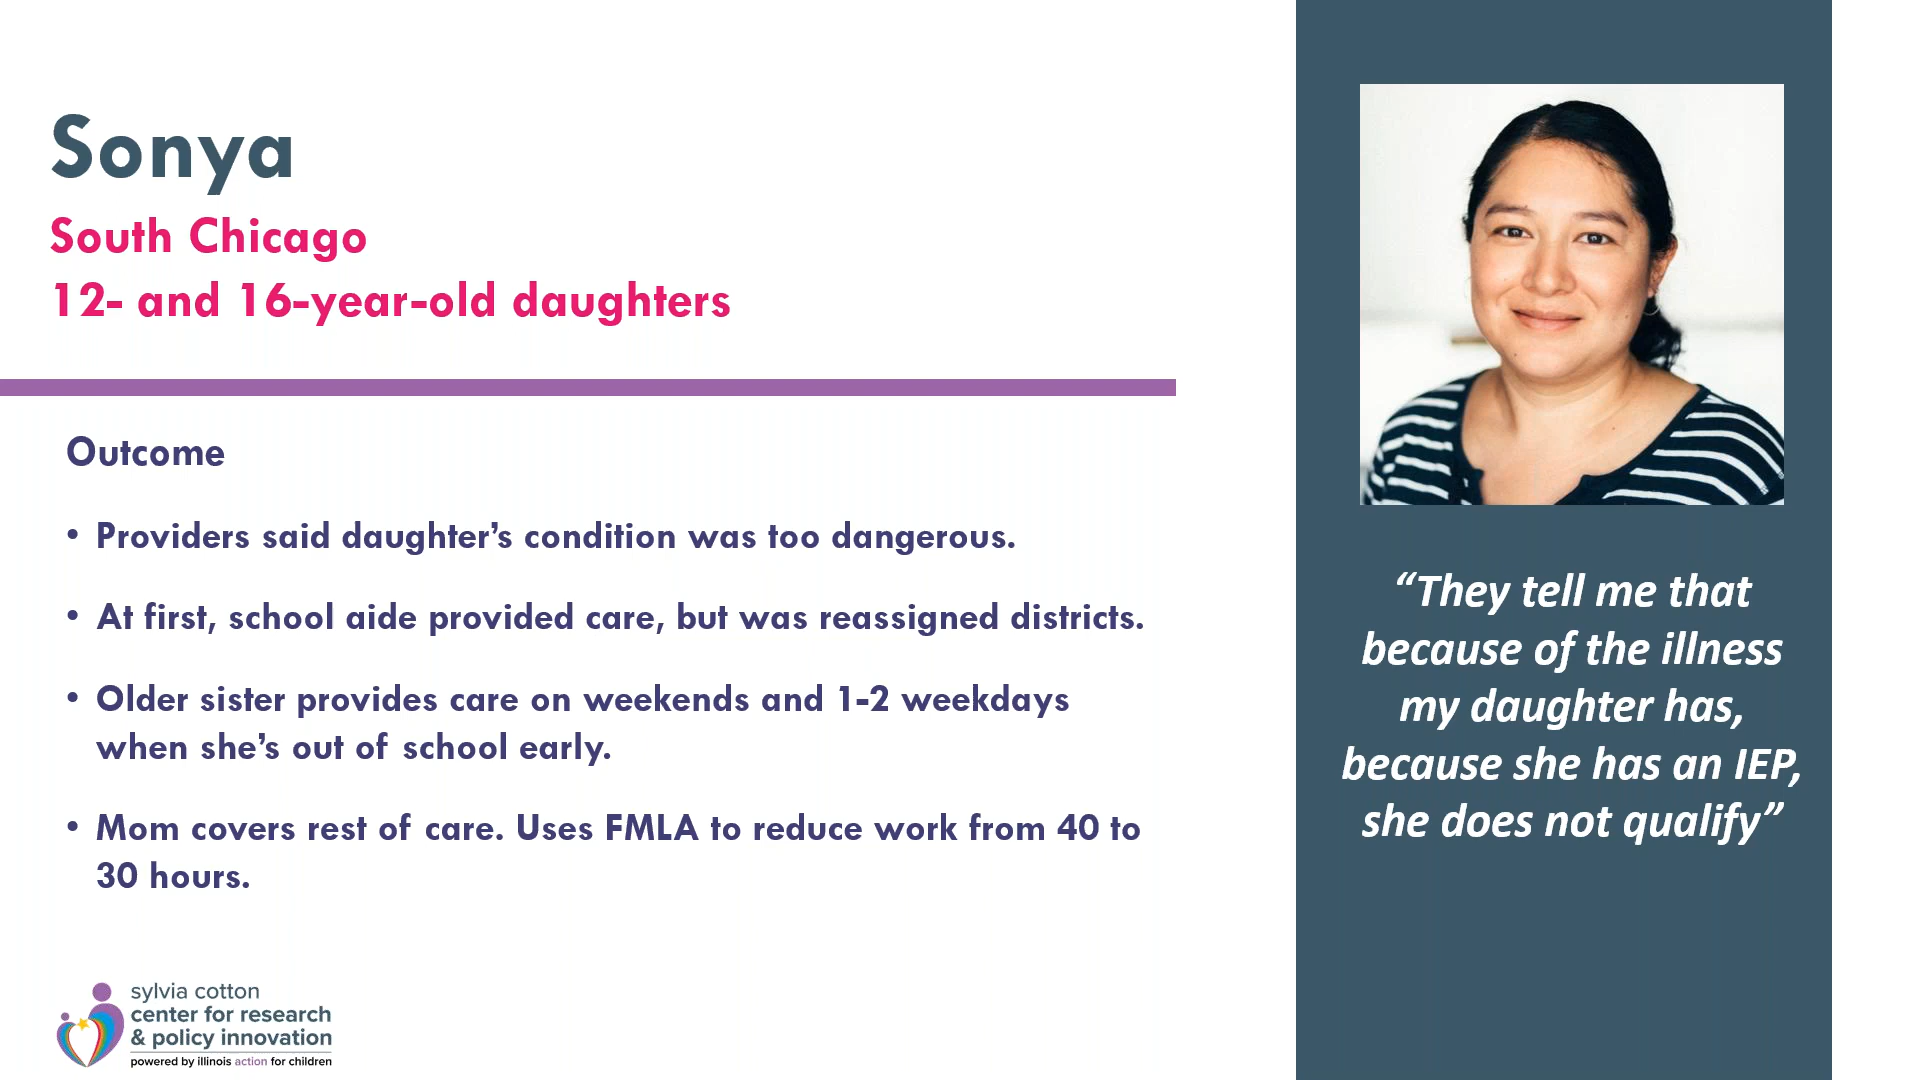 Sonya
South Chicago
12- and 16-year-old daughters
Outcome
• Providers said daughter’s condition was too dangerous.
• At first, school aide provided care, but was reassigned districts.
• Older sister provides care on weekends and 1-2 weekdays
when she’s out of school early.
• Mom covers rest of care. Uses FMLA to reduce work from 40 to
30 hours.
“They tell me that
because of the illness
my daughter has,
because she has an IEP,
she does not qualify”
sylvia cotton
center for research
& policy innovation
powered by illinois action for children